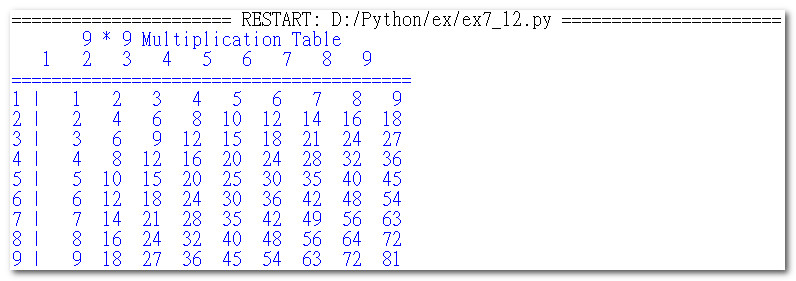 ====================== RESTART: D:/Python/ex/ex7_12.py ======================
       9 * 9 Multiplication Table
   1   2   3   4   5   6   7   8   9
========================================
1 |   1   2   3   4   5   6   7   8   9
2 |   2   4   6   8  10  12  14  16  18
3 |   3   6   9  12  15  18  21  24  27
4 |   4   8  12  16  20  24  28  32  36
5 |   5  10  15  20  25  30  35  40  45
6 |   6  12  18  24  30  36  42  48  54
7 |   7  14  21  28  35  42  49  56  63
8 |   8  16  24  32  40  48  56  64  72
9 |   9  18  27  36  45  54  63  72  81